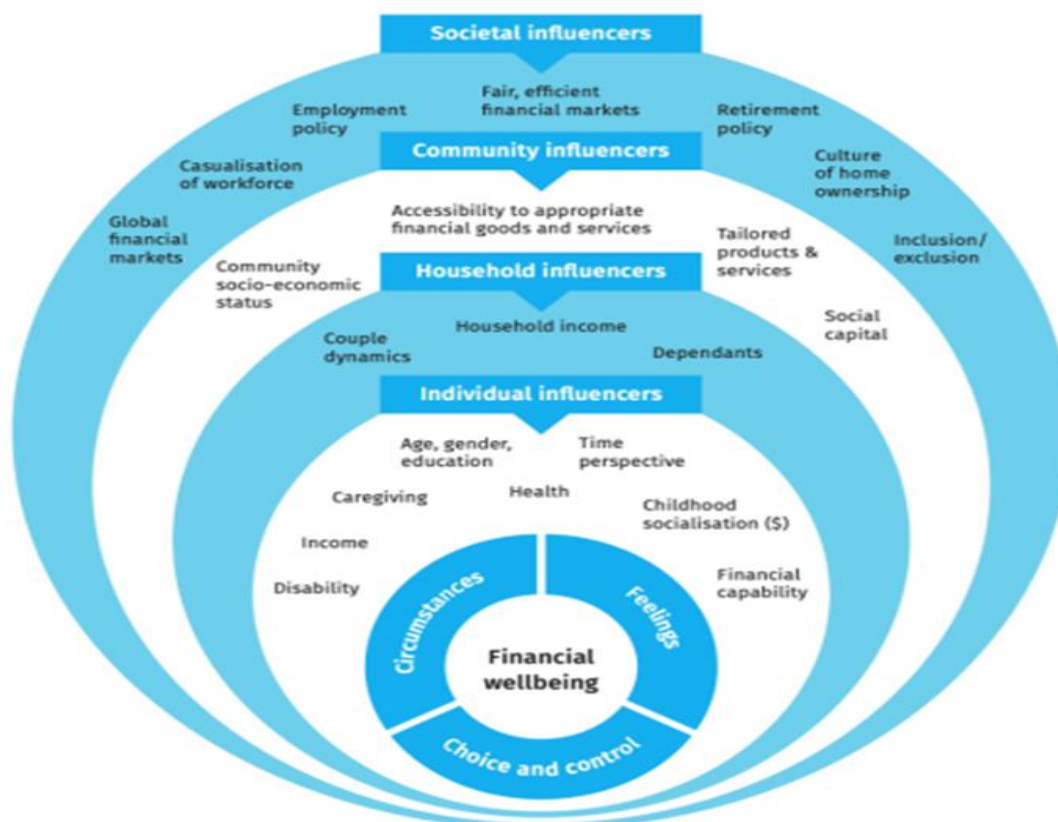 Societal influencers
Fair, efficient
financial markets
Employment
policy
Retirement
policy
Casualisation
of workforce
Culture
of home
ownership
Global
financial
markets
Inclusion/
exclusion
Community influencers
Accessibility to appropriate
financial goods and services
Community
socio-economic
status
Tailored
products &
services
Social
capital
Household influencers
Household income
Couple
dynamics
Dependants
Individual influencers
Age, gender,
education
Time
perspective
Caregiving
Health
Childhood
socialisation ($)
Income
Disability
Financial
capability
Circumstances
Feelings
Financial
wellbeing
Choice and control